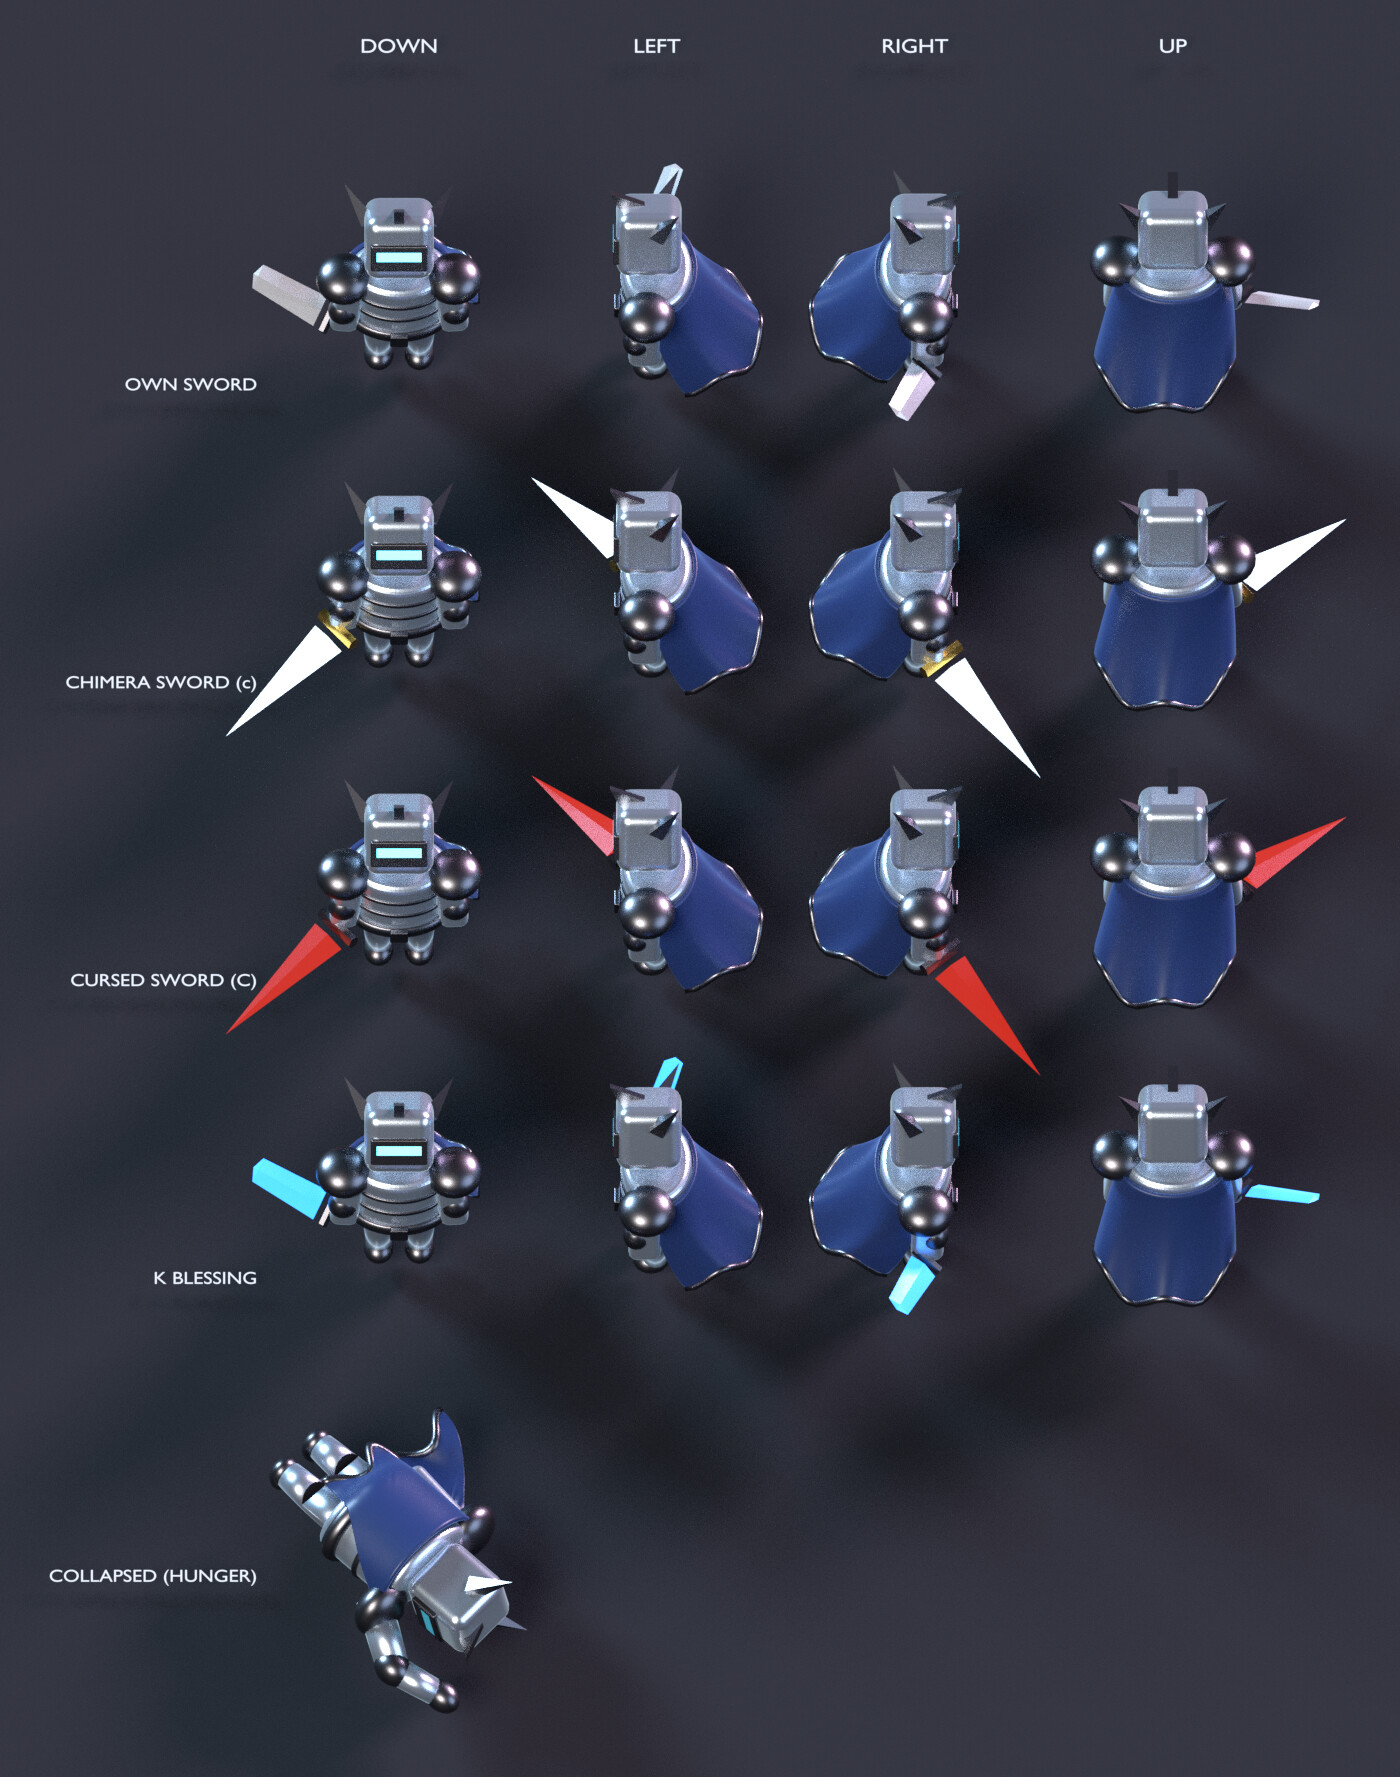 DOWN LEFT RIGHT UP
OWN SWORD
CHIMERA SWORD (c)
CURSED SWORD (C)
K BLESSING
COLLAPSED (HUNGER)